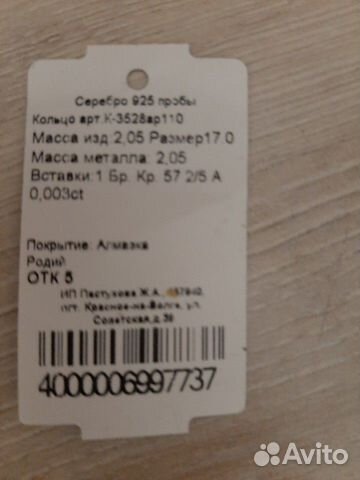 Серебро 925 пробы
Кольцо арт.К-3528ар110
Масса изд:2,05 Размер17.0
Масса металла: 2,05
Вставки:1 Бр. Кр. 57 2/5 А
0,003ct
Покрытие: Алмазка
Родий
ОТК 5
ИП Пастухова Ж.А., 157940,
пгт. Красное-на-Волге, ул.
Советская,д.39
4000006997737
Avito